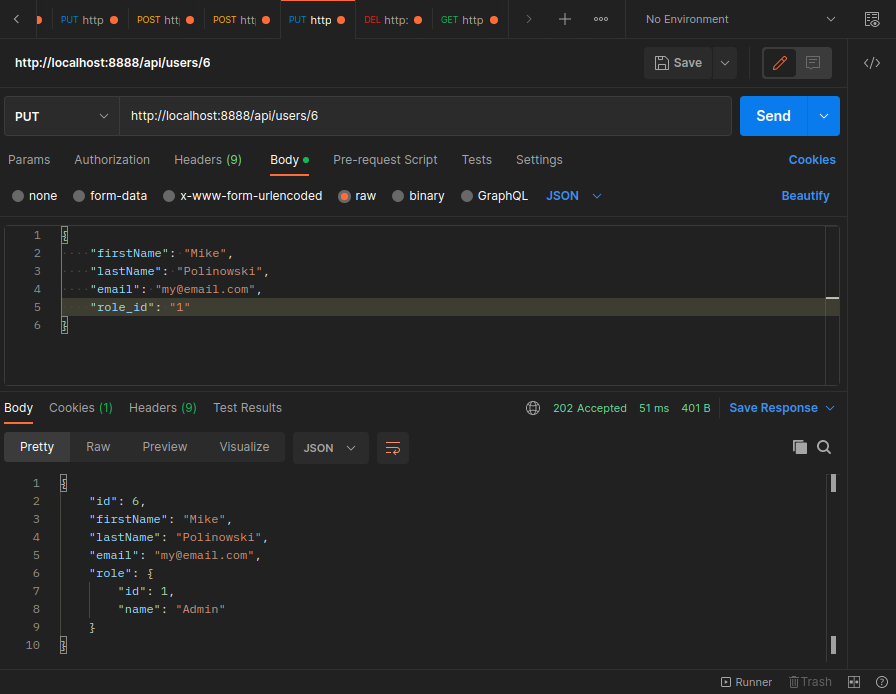 PUT http POST htt POST htt PUT http DEL http: GET http No Environment
http://localhost:8888/api/users/6 Save
PUT http://localhost:8888/api/users/6 Send
Params Authorization Headers (9) Body Pre-request Script Tests Settings Cookies
none form-data x-www-form-urlencoded raw binary GraphQL JSON Beautify
1 {
2 "firstName": "Mike",
3 "lastName": "Polinowski",
4 "email": "my@email.com",
5 "role_id": "1"
6 }
Body Cookies (1) Headers (9) Test Results 202 Accepted 51 ms 401 B Save Response
Pretty Raw Preview Visualize JSON
1 {
2 "id": 6,
3 "firstName": "Mike",
4 "lastName": "Polinowski",
5 "email": "my@email.com",
6 "role": {
7 "id": 1,
8 "name": "Admin"
9 }
10 }
Runner Trash